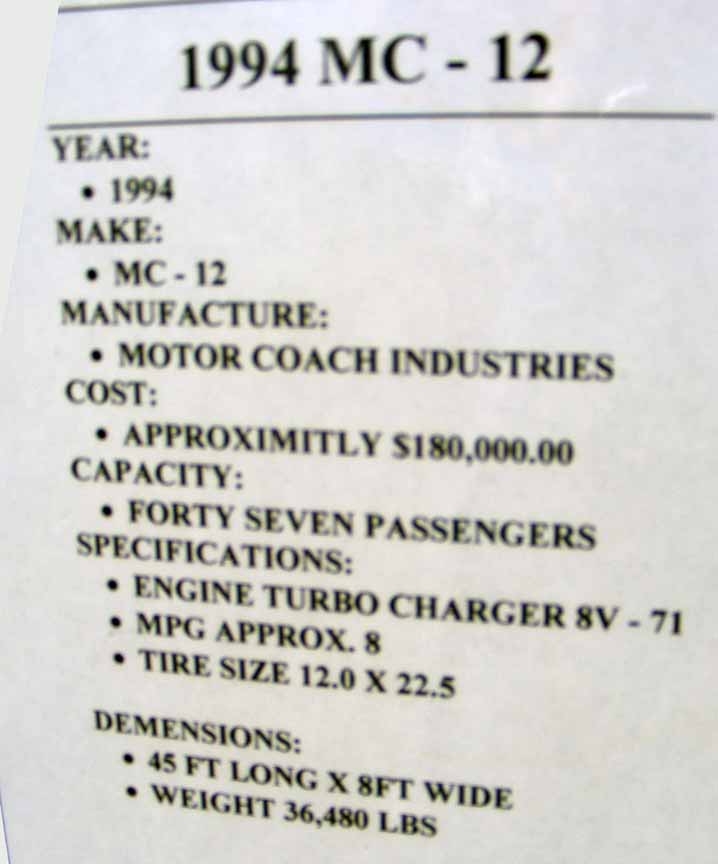 1994 MC - 12
YEAR:
• 1994
MAKE:
• MC - 12
MANUFACTURE:
• MOTOR COACH INDUSTRIES
COST:
• APPROXIMITLY $180,000.00
CAPACITY:
• FORTY SEVEN PASSENGERS
SPECIFICATIONS:
• ENGINE TURBO CHARGER 8V - 71
• MPG APPROX. 8
• TIRE SIZE 12.0 X 22.5
DEMENSIONS:
• 45 FT LONG X 8FT WIDE
• WEIGHT 36,480 LBS